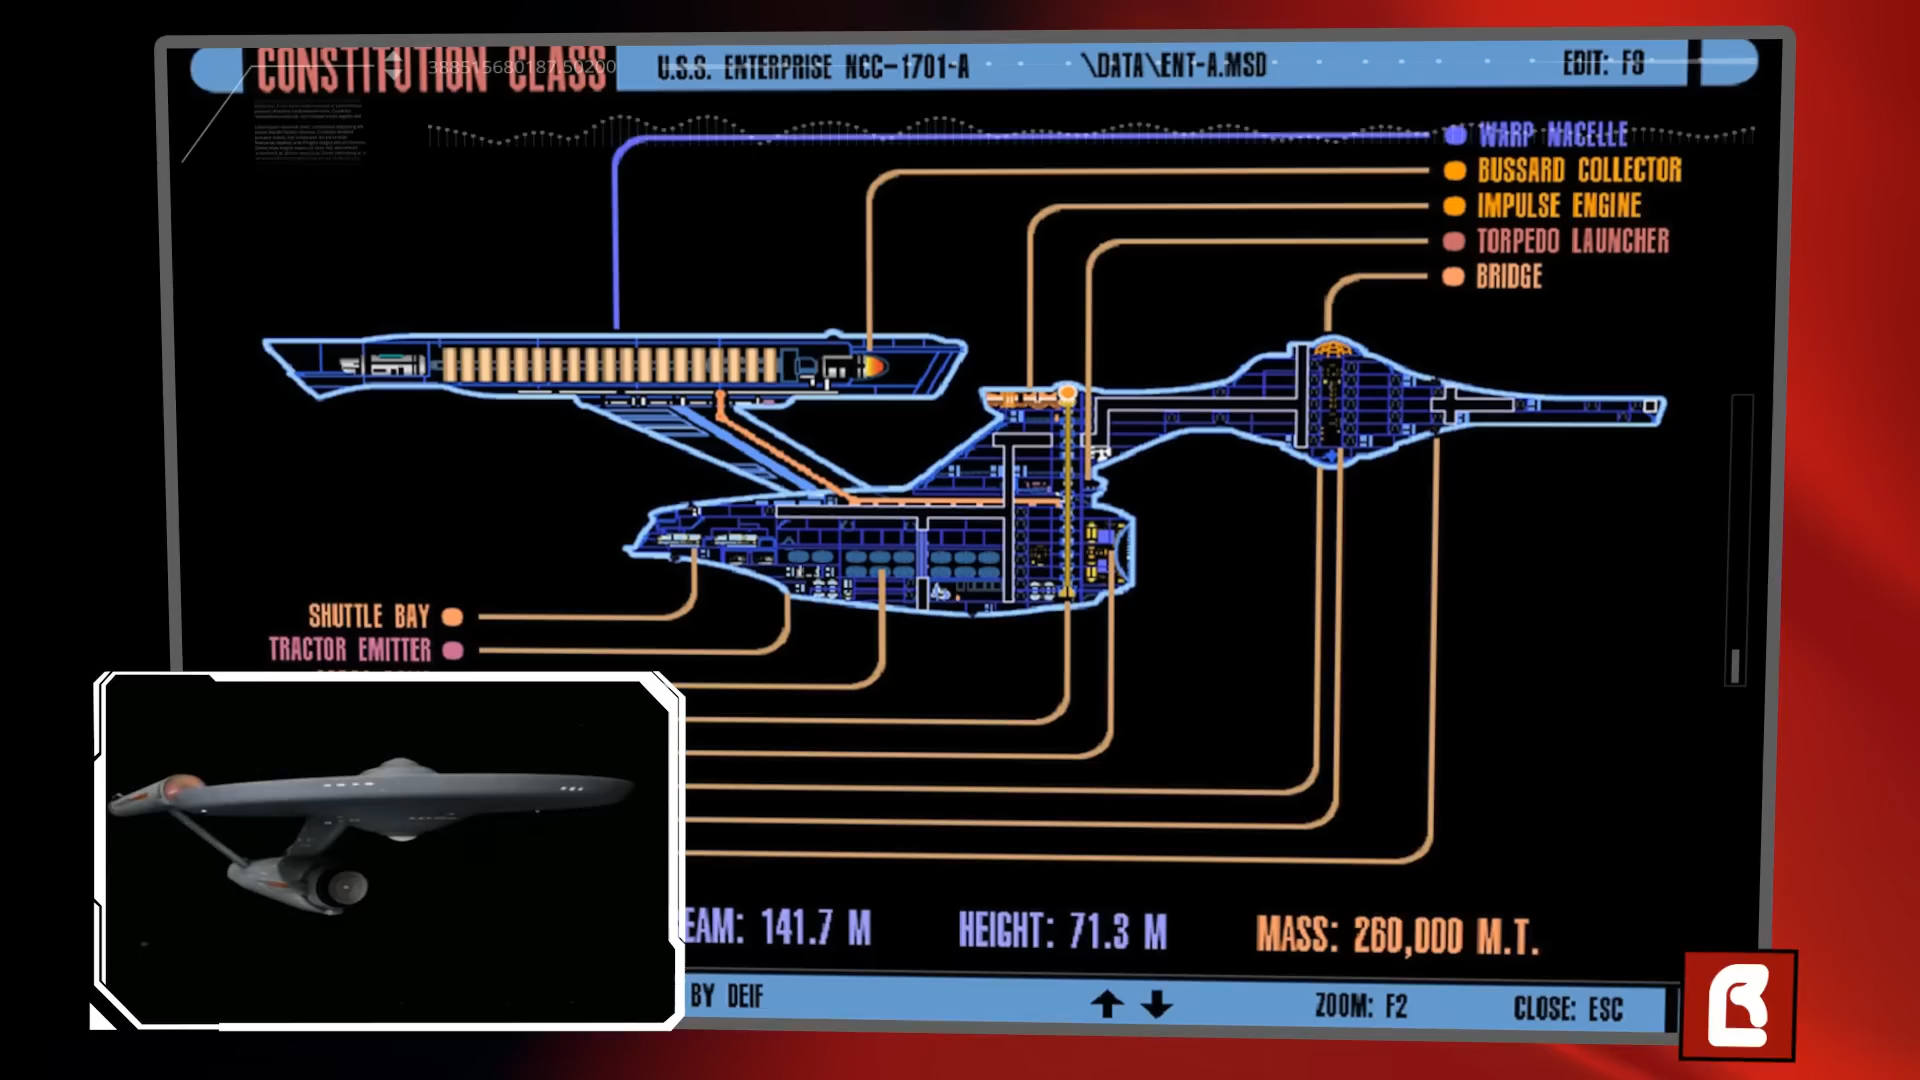 CONSTITUTION CLASS
388515680187.50200
U.S.S. ENTERPRISE NCC-1701-A
\DATA\ENT-A.MSD
EDIT: F9
WARP NACELLE
BUSSARD COLLECTOR
IMPULSE ENGINE
TORPEDO LAUNCHER
BRIDGE
SHUTTLE BAY
TRACTOR EMITTER
EAM: 141.7 M
HEIGHT: 71.3 M
MASS: 260,000 M.T.
BY DEIF
ZOOM: F2
CLOSE: ESC